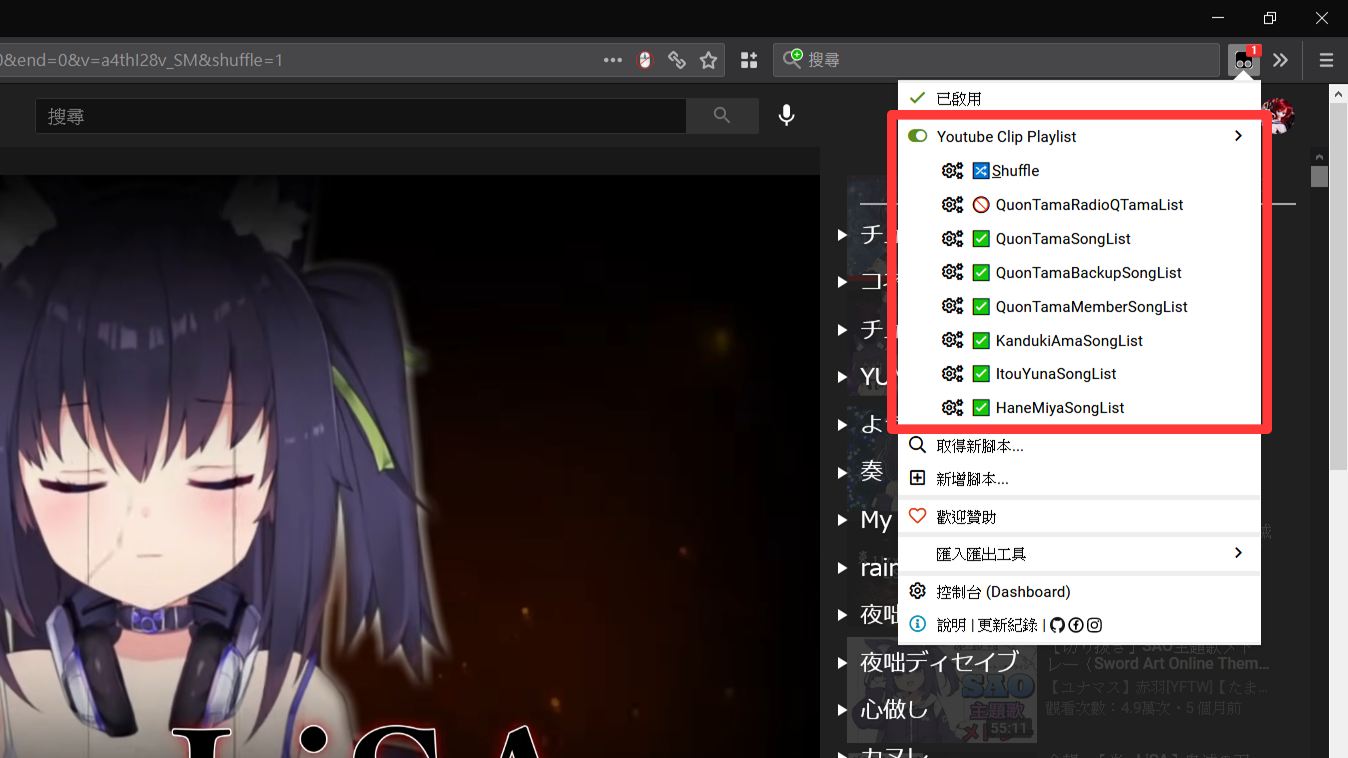 0&end=0&v=a4thI28v_SM&shuffle=1
搜尋
1
搜尋
已啟用
Youtube Clip Playlist
Shuffle
QuonTamaRadioQTamaList
QuonTamaSongList
QuonTamaBackupSongList
QuonTamaMemberSongList
KandukiAmaSongList
ItouYunaSongList
HaneMiyaSongList
取得新腳本...
新增腳本...
歡迎贊助
匯入匯出工具
控制台 (Dashboard)
說明 | 更新紀錄 |
チ
コ
チ
YU
よ
奏
My
rain
夜咄
夜咄ディセイブ
心做し
カヌレ
【切り抜き】SAO主題歌メド
レー〈Sword Art Online Them...
【ユナマス】赤羽[YFTW]【たま...
觀看次數：4.9萬次・5 個月前
SAO
主題歌
メドレー
55:11
LiSA